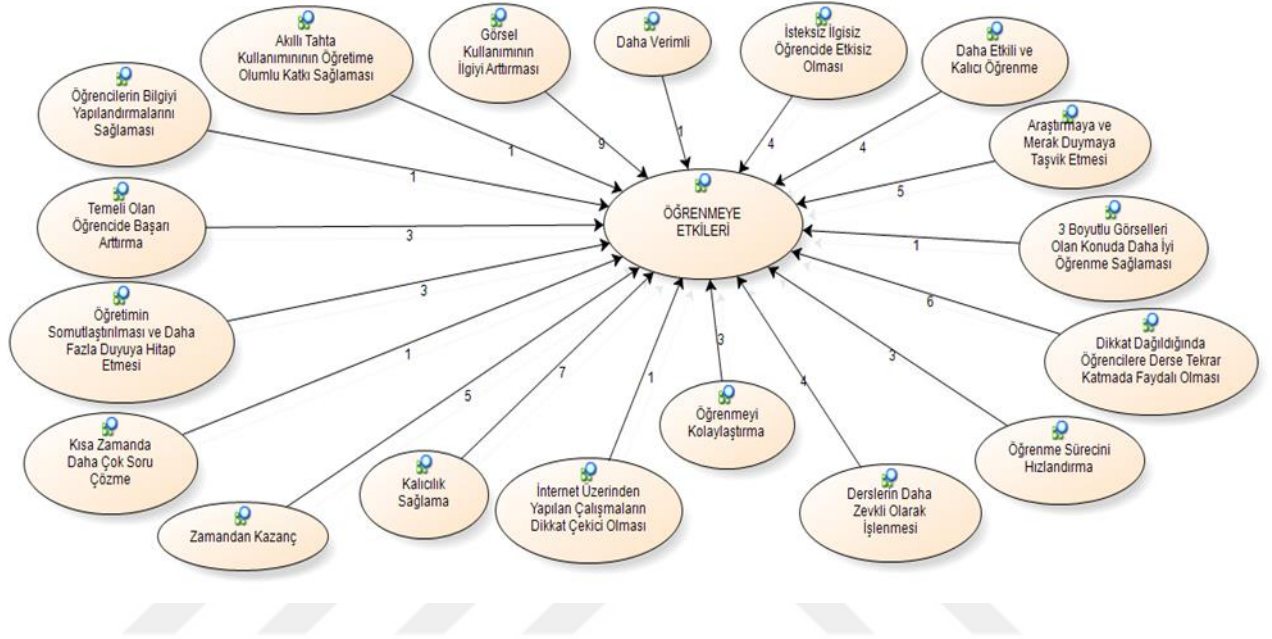 Akıllı Tahta
Kullanımınının Öğretime
Olumlu Katkı Sağlaması
Görsel
Kullanımının
İlgiyi Arttırması
Daha Verimli
İsteksiz İlgisiz
Öğrencide Etkisiz
Olması
Daha Etkili ve
Kalıcı Öğrenme
Öğrencilerin Bilgiyi
Yapılandırmalarını
Sağlaması
Araştırmaya ve
Merak Duymaya
Taşvik Etmesi
1
1
9
1
4
4
5
Temeli Olan
Öğrencide Başarı
Arttırma
3
ÖĞRENMEYE
ETKİLERİ
1
3 Boyutlu Görselleri
Olan Konuda Daha İyi
Öğrenme Sağlaması
Öğretimin
Somutlaştırılması ve Daha
Fazla Duyuya Hitap
Etmesi
3
6
Dikkat Dağıldığında
Öğrencilere Derse Tekrar
Katmada Faydalı Olması
1
5
7
1
3
4
3
Kısa Zamanda
Daha Çok Soru
Çözme
Zamandan Kazanç
Kalıcılık
Sağlama
İnternet Üzerinden
Yapılan Çalışmaların
Dikkat Çekici Olması
Öğrenmeyi
Kolaylaştırma
Derslerin Daha
Zevkli Olarak
İşlenmesi
Öğrenme Sürecini
Hızlandırma